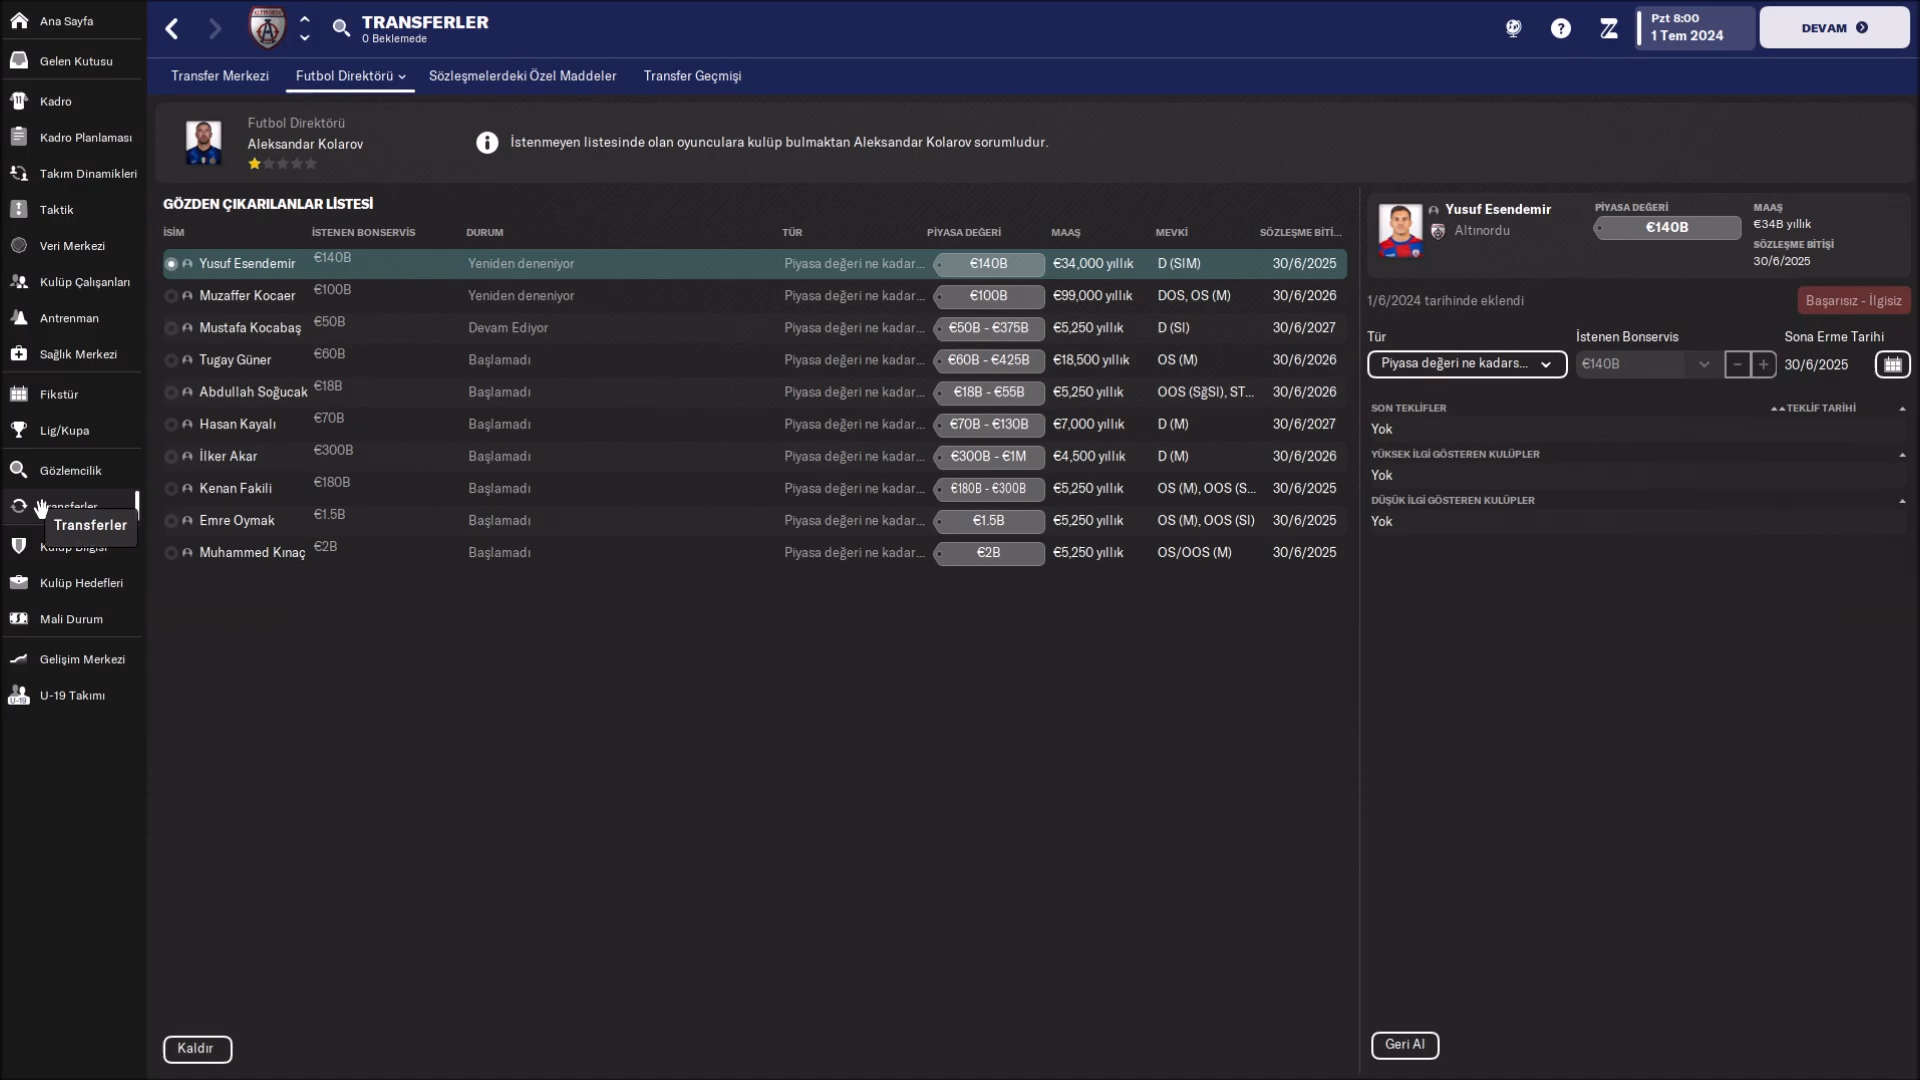 Ana Sayfa
Gelen Kutusu
Kadro
Kadro Planlaması
Takım Dinamikleri
Taktik
Veri Merkezi
Kulüp Çalışanları
Antrenman
Sağlık Merkezi
Fikstür
Lig/Kupa
Gözlemcilik
Transferler
Kulüp Hedefleri
Mali Durum
Gelişim Merkezi
U-19 Takımı
TRANSFERLER
0 Beklemede
Pzt 8:00
1 Tem 2024
DEVAM
Transfer Merkezi Futbol Direktörü Sözleşmelerdeki Özel Maddeler Transfer Geçmişi
Futbol Direktörü
Aleksandar Kolarov
İstenmeyen listesinde olan oyunculara kulüp bulmaktan Aleksandar Kolarov sorumludur.
GÖZDEN ÇIKARILANLAR LİSTESİ
İSİM İSTENEN BONSERVİS DURUM TÜR PİYASA DEĞERİ MAAŞ MEVKİ SÖZLEŞME BİTİ...
Yusuf Esendemir €140B Yeniden deneniyor Piyasa değeri ne kadar... €140B €34,000 yıllık D (SIM) 30/6/2025
Muzaffer Kocaer €100B Yeniden deneniyor Piyasa değeri ne kadar... €100B €99,000 yıllık DOS, OS (M) 30/6/2026
Mustafa Kocabaş €50B Devam Ediyor Piyasa değeri ne kadar... €50B - €375B €5,250 yıllık D (Sl) 30/6/2027
Tugay Güner €60B Başlamadı Piyasa değeri ne kadar... €60B - €425B €18,500 yıllık OS (M) 30/6/2026
Abdullah Soğucak €18B Başlamadı Piyasa değeri ne kadar... €18B - €55B €5,250 yıllık OOS (SğSl), ST... 30/6/2026
Hasan Kayalı €70B Başlamadı Piyasa değeri ne kadar... €70B - €130B €7,000 yıllık D (M) 30/6/2027
İlker Akar €300B Başlamadı Piyasa değeri ne kadar... €300B - €1M €4,500 yıllık D (M) 30/6/2026
Kenan Fakili €180B Başlamadı Piyasa değeri ne kadar... €180B - €300B €5,250 yıllık OS (M), OOS (S... 30/6/2025
Emre Oymak €1.5B Başlamadı Piyasa değeri ne kadar... €1.5B €5,250 yıllık OS (M), OOS (Sl) 30/6/2025
Muhammed Kınaç €2B Başlamadı Piyasa değeri ne kadar... €2B €5,250 yıllık OS/OOS (M) 30/6/2025
Kaldır
Yusuf Esendemir
Altınordu
PİYASA DEĞERİ
€140B
MAAŞ
€34B yıllık
SÖZLEŞME BİTİŞİ
30/6/2025
1/6/2024 tarihinde eklendi
Başarısız - İlgisiz
Tür İstenen Bonservis Sona Erme Tarihi
Piyasa değeri ne kadars... €140B 30/6/2025
SON TEKLİFLER TEKLİF TARİHİ
Yok
YÜKSEK İLGİ GÖSTEREN KULÜPLER
Yok
DÜŞÜK İLGİ GÖSTEREN KULÜPLER
Yok
Geri Al